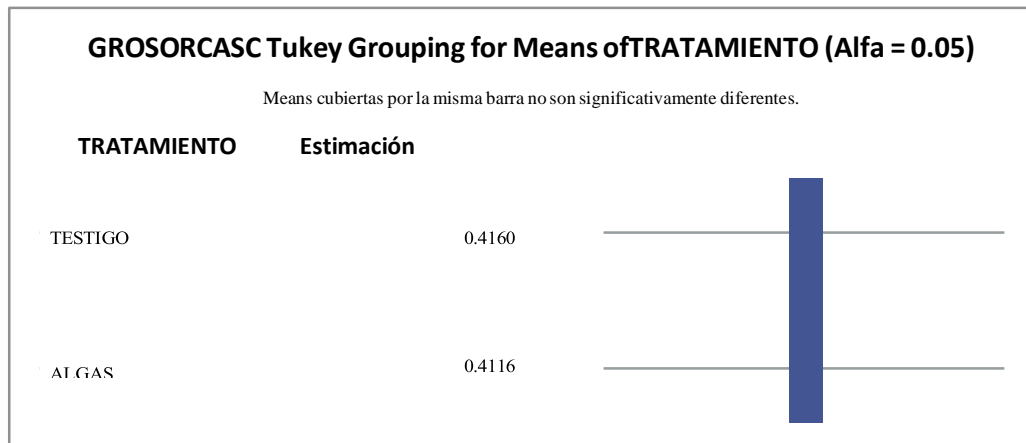 GROSORCASC Tukey Grouping for Means ofTRATAMIENTO (Alfa = 0.05)
Means cubiertas por la misma barra no son significativamente diferentes.
TRATAMIENTO Estimación
TESTIGO 0.4160
ALGAS 0.4116